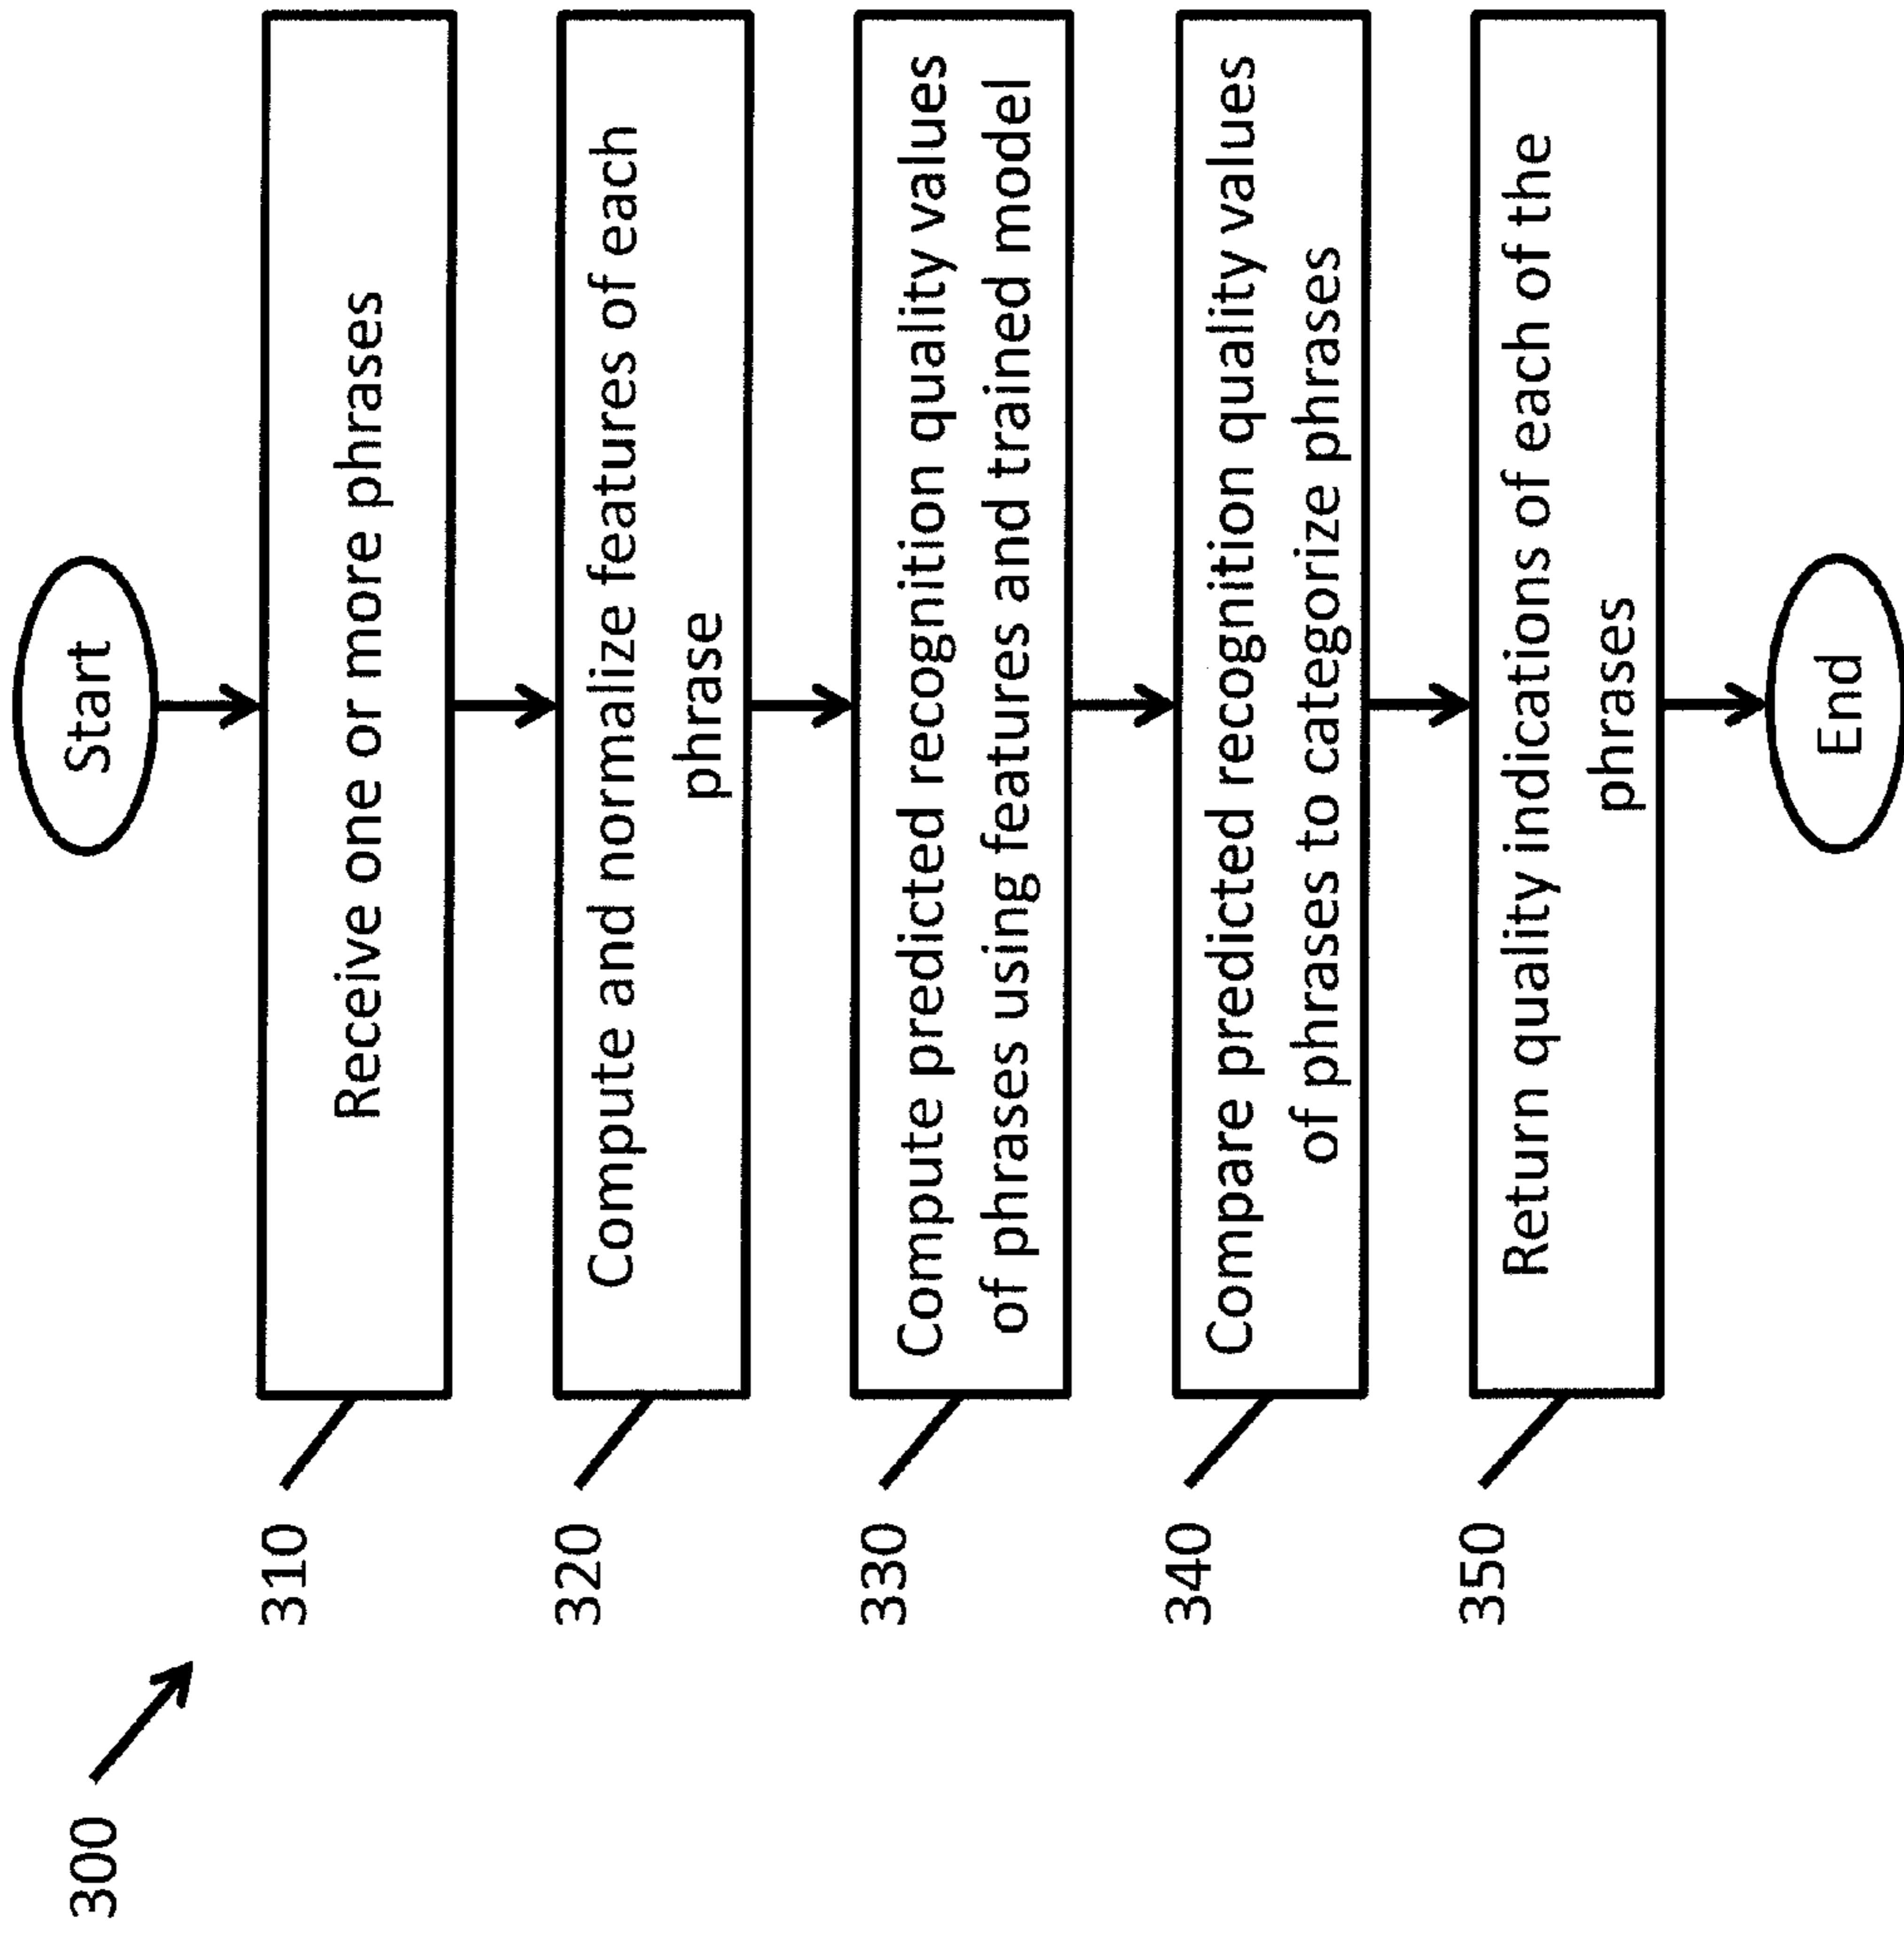 300
Start
310
Receive one or more phrases
320
Compute and normalize features of each
phrase
330
Compute predicted recognition quality values
of phrases using features and trained model
340
Compare predicted recognition quality values
of phrases to categorize phrases
350
Return quality indications of each of the
phrases
End